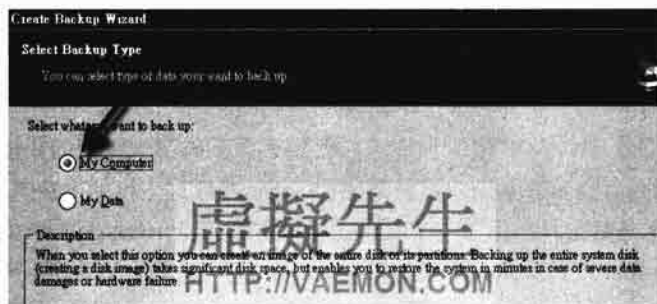 Create Backup Wizard
Select Backup Type
You can select type of data your want to back up
Select what want to back up:
My Computer
My Data
虛擬先生
Description
When you select this option you can create an image of the entire disk or its partitions. Backing up the entire system disk
(creating a disk image) takes significant disk space, but enables you to restore the system in minutes in case of severe data
damages or hardware failure
HTTP://VAEMON.COM